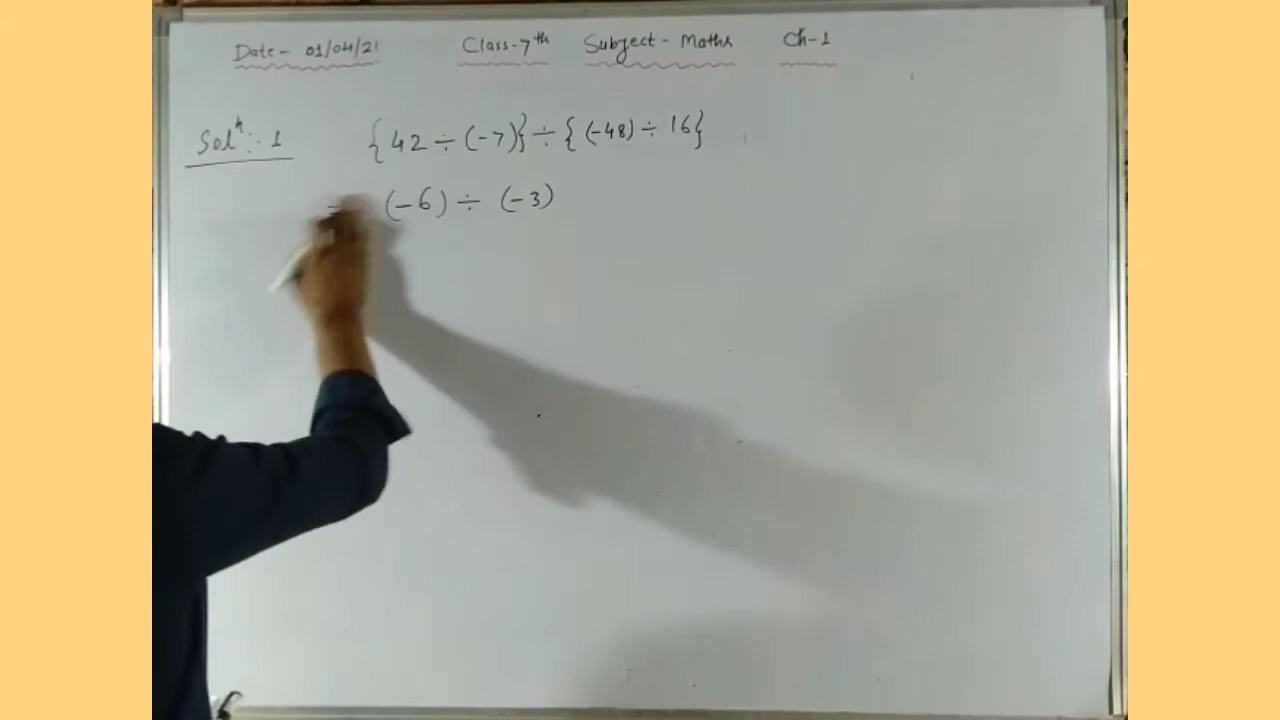 Date - 01/04/21 Class-7th Subject - Maths Ch-1
Solⁿ:- 1 {42 ÷ (-7)} ÷ {(-48) ÷ 16}
(-6) ÷ (-3)